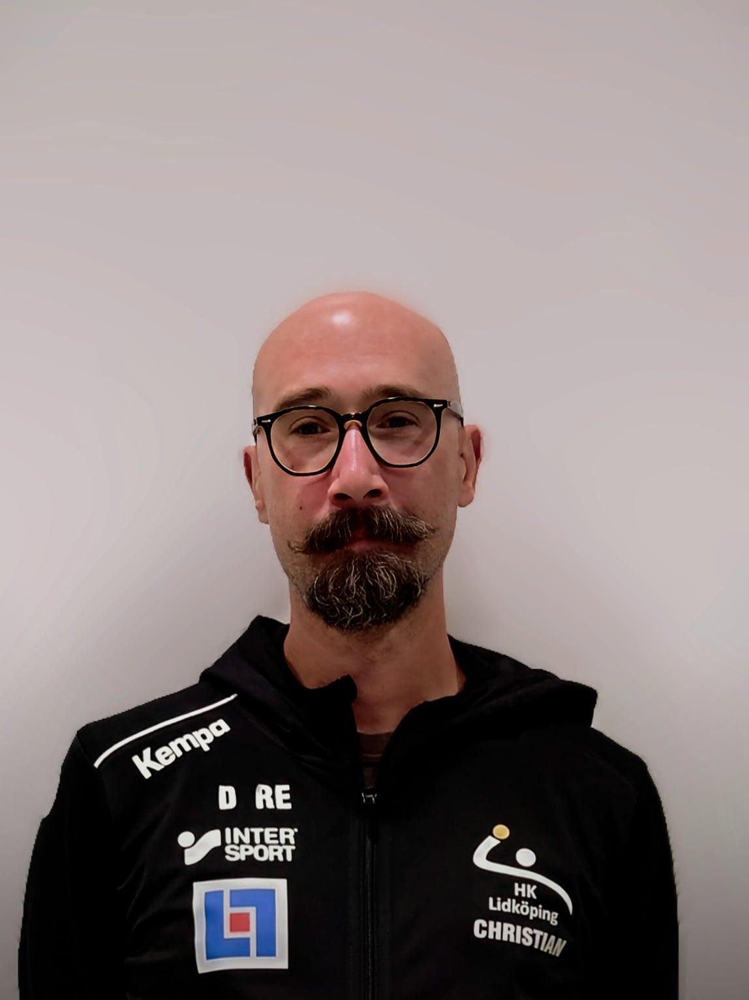 Kempa
D RE
INTER
SPORT
HK
Lidköping
CHRISTIAN